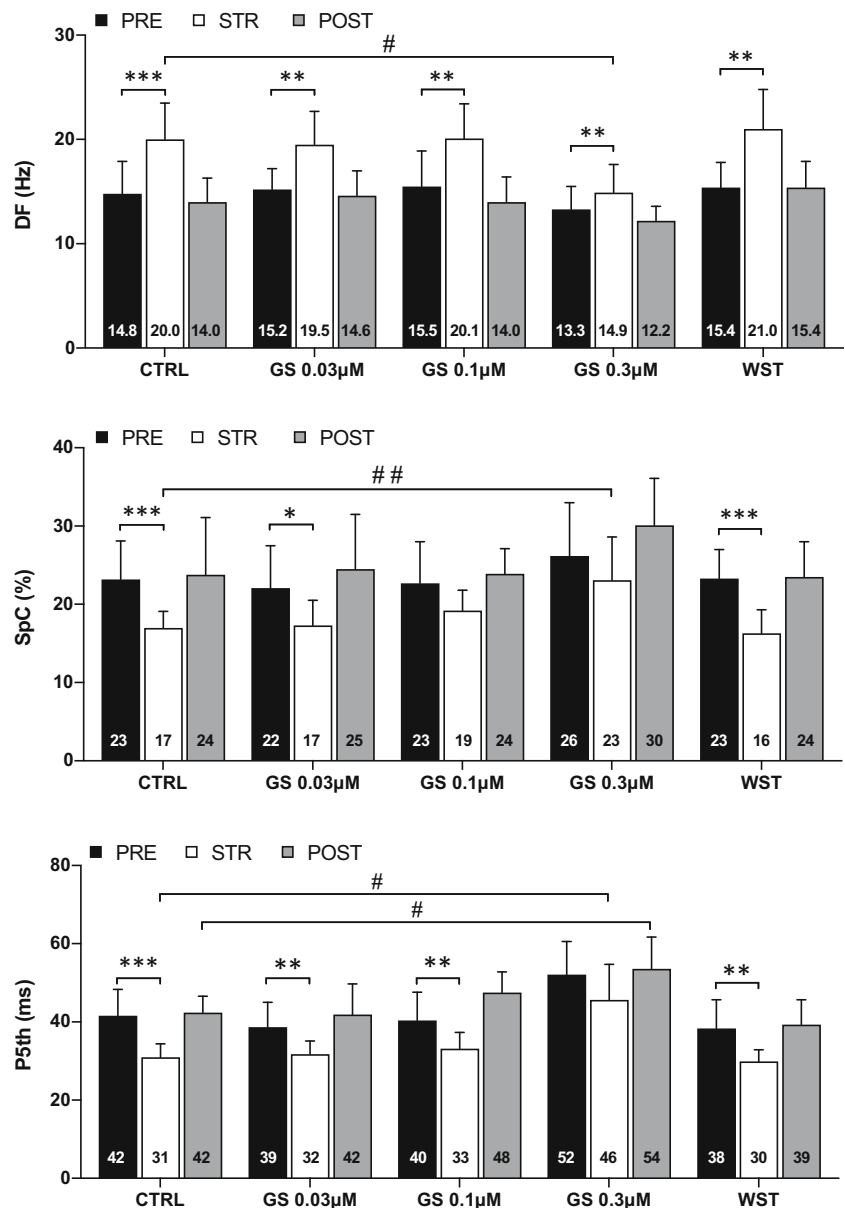 PRE STR POST
30
#
*** ** ** ** **
20
DF (Hz)
10
14.8 20.0 14.0 15.2 19.5 14.6 15.5 20.1 14.0 13.3 14.9 12.2 15.4 21.0 15.4
0
CTRL GS 0.03µM GS 0.1µM GS 0.3µM WST
PRE STR POST
40
# #
*** * ***
30
20
SpC (%)
10
23 17 24 22 17 25 23 19 24 26 23 30 23 16 24
0
CTRL GS 0.03µM GS 0.1µM GS 0.3µM WST
PRE STR POST
80
#
#
60
*** ** ** **
40
P5th (ms)
20
42 31 42 39 32 42 40 33 48 52 46 54 38 30 39
0
CTRL GS 0.03µM GS 0.1µM GS 0.3µM WST